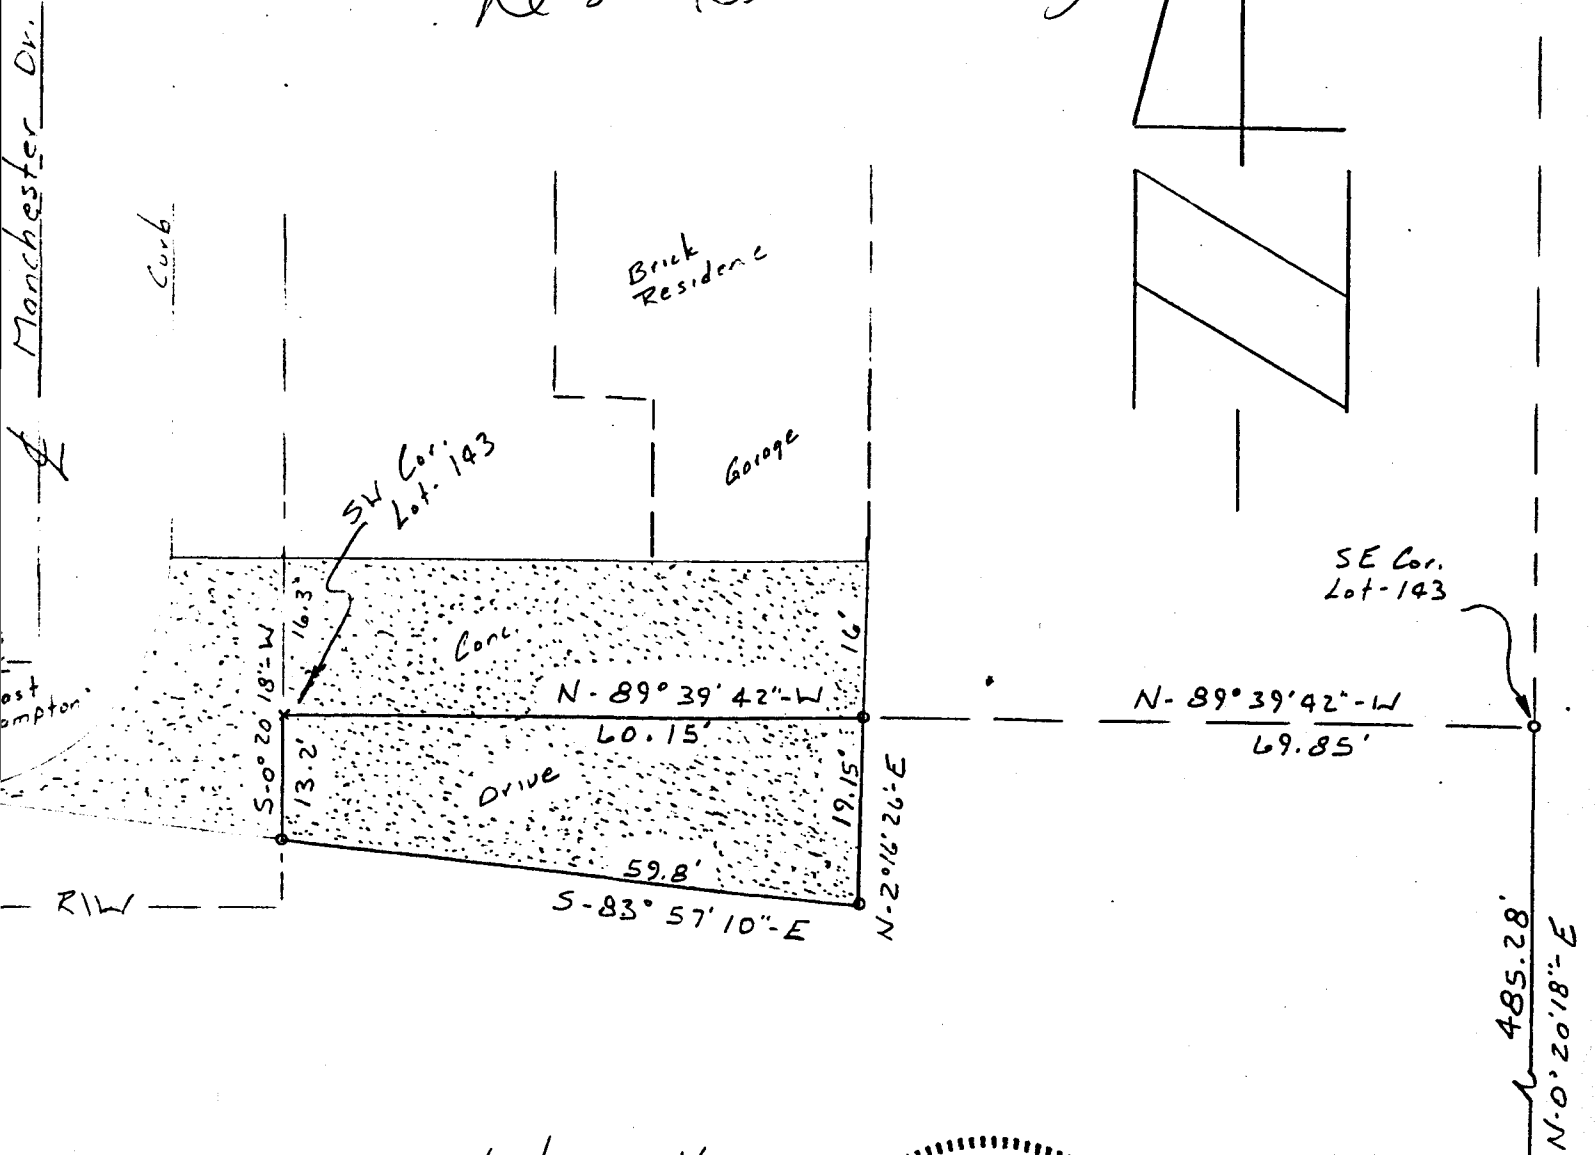 Manchester Dr.
Curb
Brick
Residence
Garage
SW Cor.
Lot-143
SE Cor.
Lot-143
16.3'
Conc.
16'
S-0° 20' 18"-W
N-89° 39' 42"-W
60.15'
N-89° 39' 42"-W
69.85'
13.2'
Drive
19.15'
N-2° 16' 26"-E
59.8'
S-83° 57' 10"-E
R/W
485.28'
N-0° 20' 18"-E
N